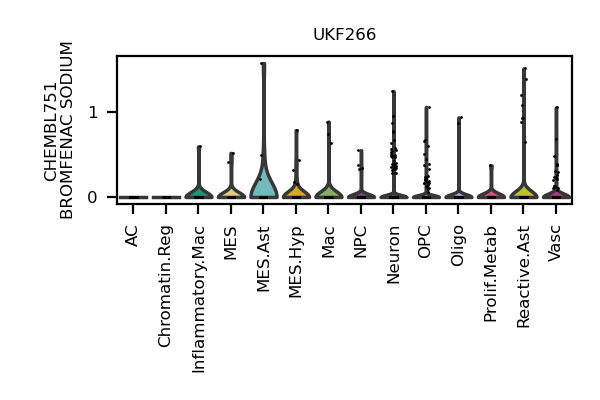 UKF266
CHEMBL751
BROMFENAC SODIUM
1
0
AC
Chromatin.Reg
Inflammatory.Mac
MES
MES.Ast
MES.Hyp
Mac
NPC
Neuron
OPC
Oligo
Prolif.Metab
Reactive.Ast
Vasc